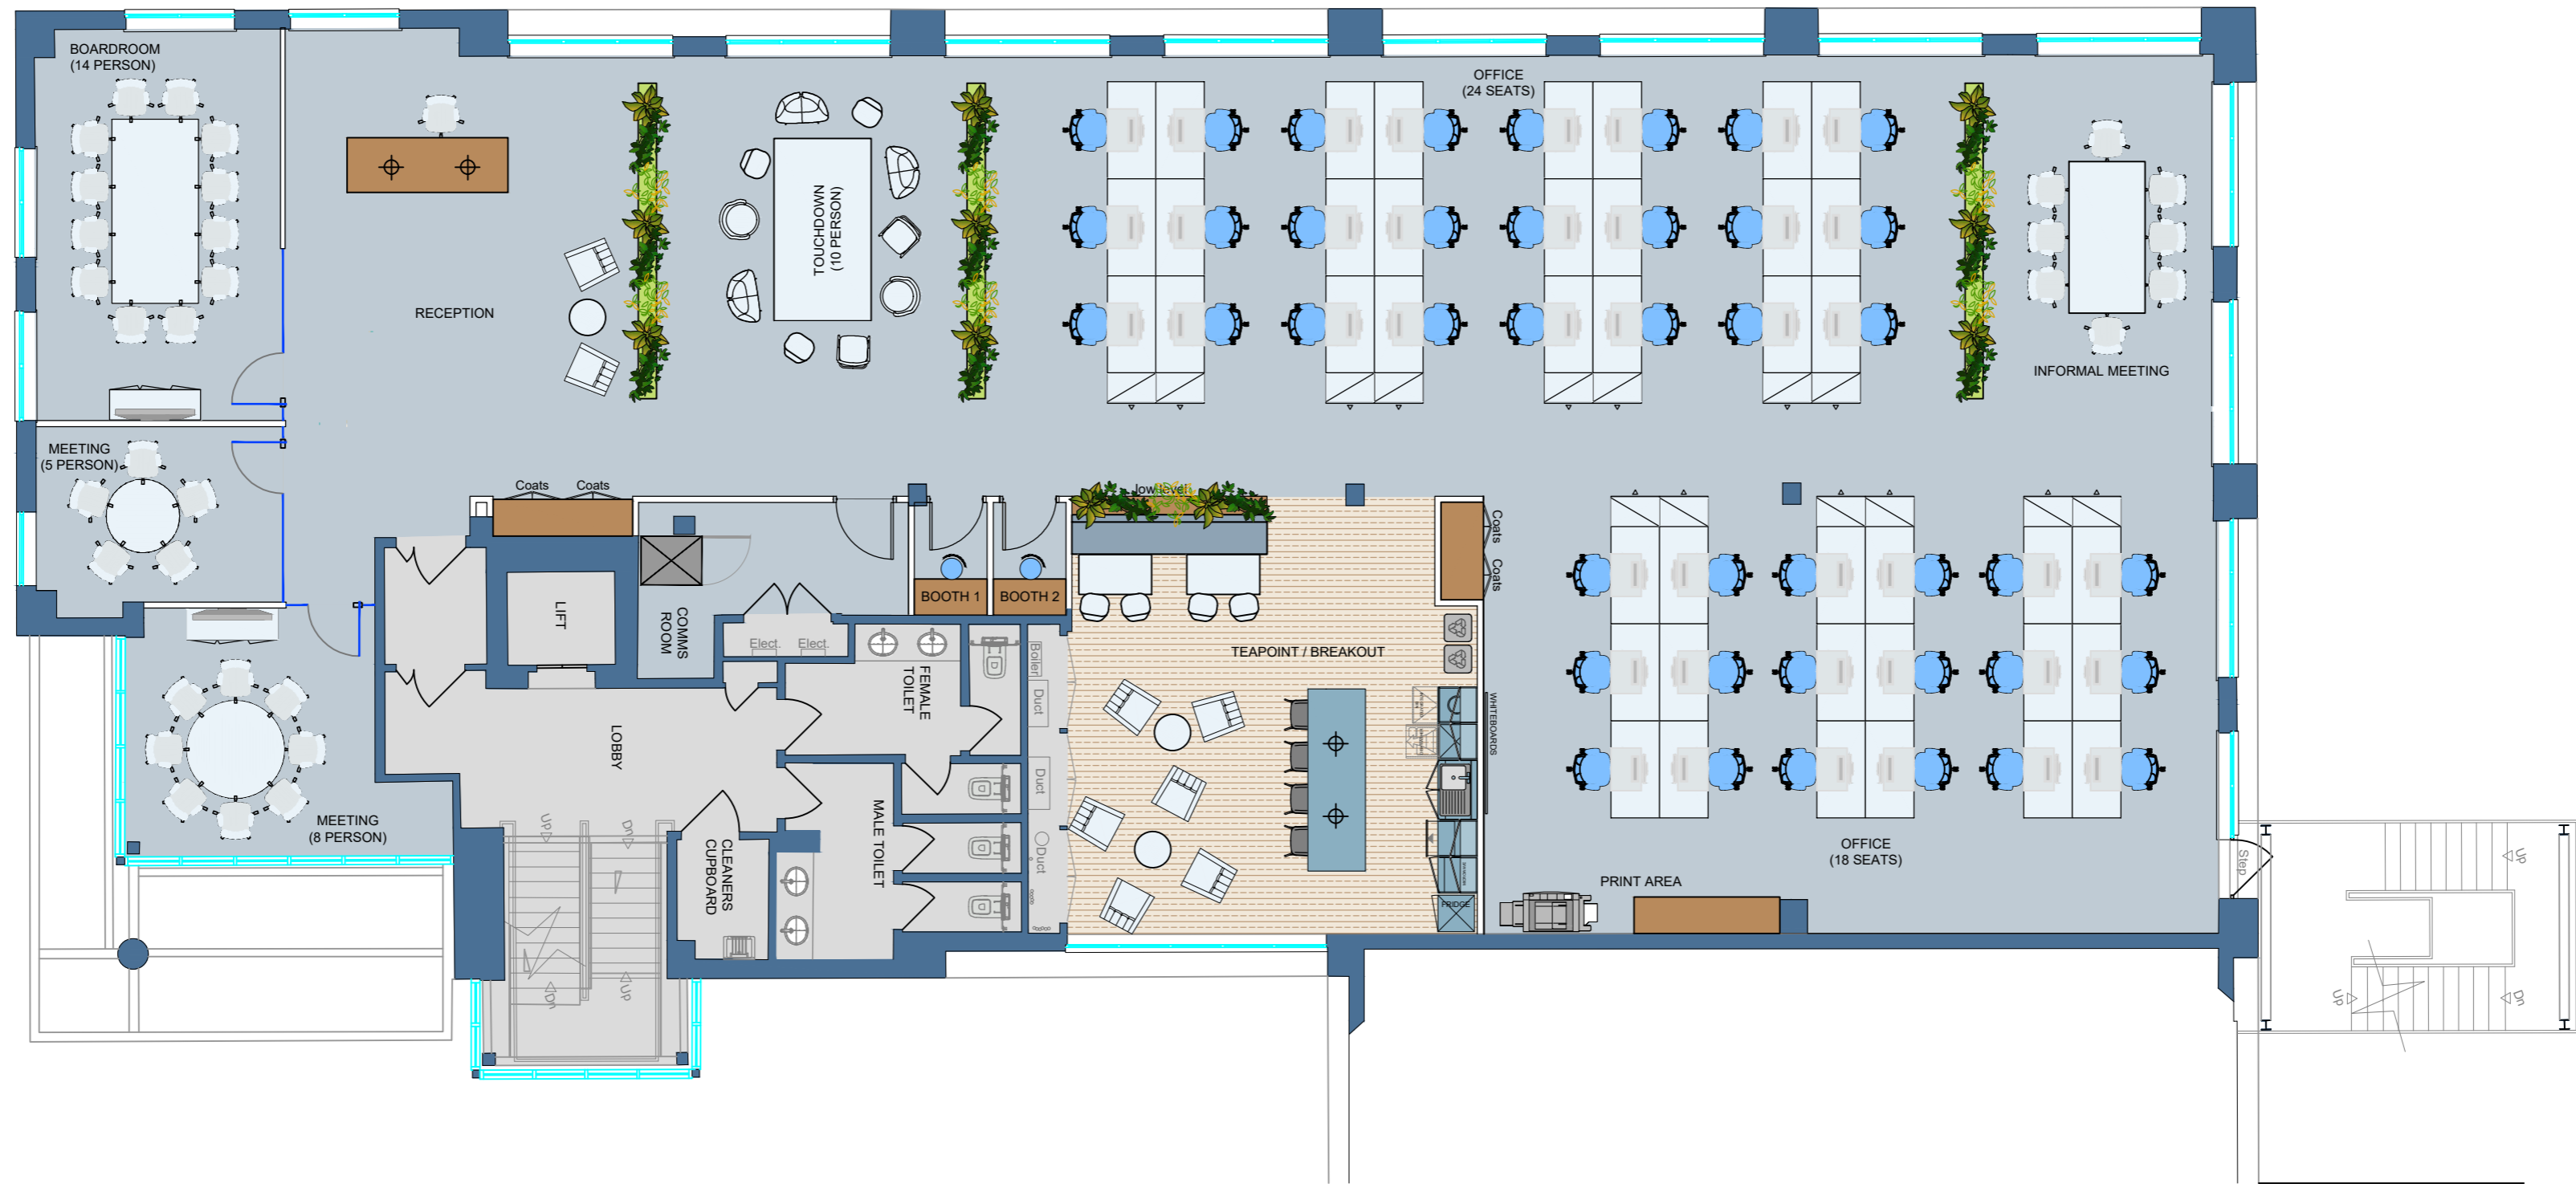 BOARDROOM
(14 PERSON)
OFFICE
(24 SEATS)
TOUCHDOWN
(10 PERSON)
RECEPTION
INFORMAL MEETING
MEETING
(5 PERSON)
Coats
Coats
low level
Coats
Coats
BOOTH 1
BOOTH 2
LIFT
COMMS
ROOM
Elect
Elect
Boiler
Duct
Duct
Duct
FEMALE
TOILET
TEAPOINT / BREAKOUT
WHITEBOARDS
LOBBY
MALE TOILET
CLEANERS
CUPBOARD
MEETING
(8 PERSON)
Up
Dn
Dn
Up
FRIDGE
PRINT AREA
OFFICE
(18 SEATS)
Step
Up
Up
Dn